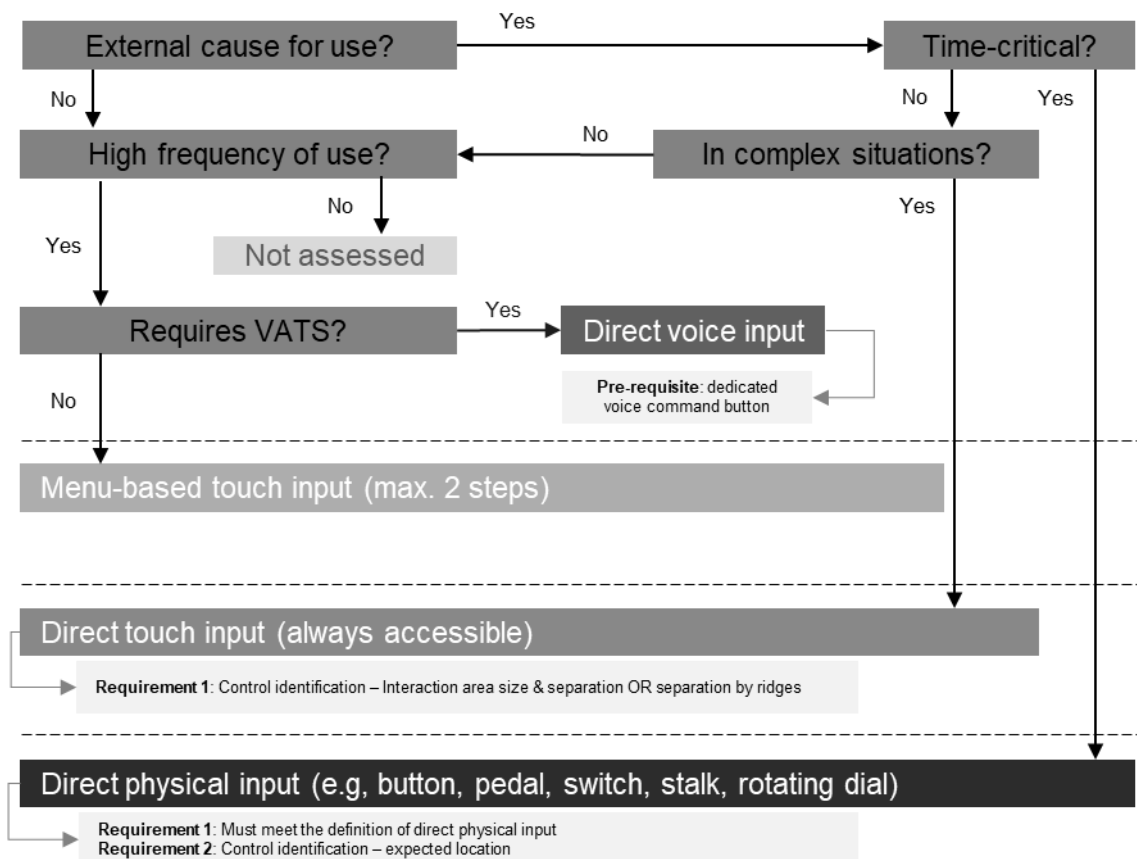 Yes
External cause for use?
Time-critical?
No
No
Yes
No
High frequency of use?
In complex situations?
No
Yes
Yes
Not assessed
Yes
Requires VATS?
Direct voice input
No
Pre-requisite: dedicated
voice command button
Menu-based touch input (max. 2 steps)
Direct touch input (always accessible)
Requirement 1: Control identification – Interaction area size & separation OR separation by ridges
Direct physical input (e.g, button, pedal, switch, stalk, rotating dial)
Requirement 1: Must meet the definition of direct physical input
Requirement 2: Control identification – expected location